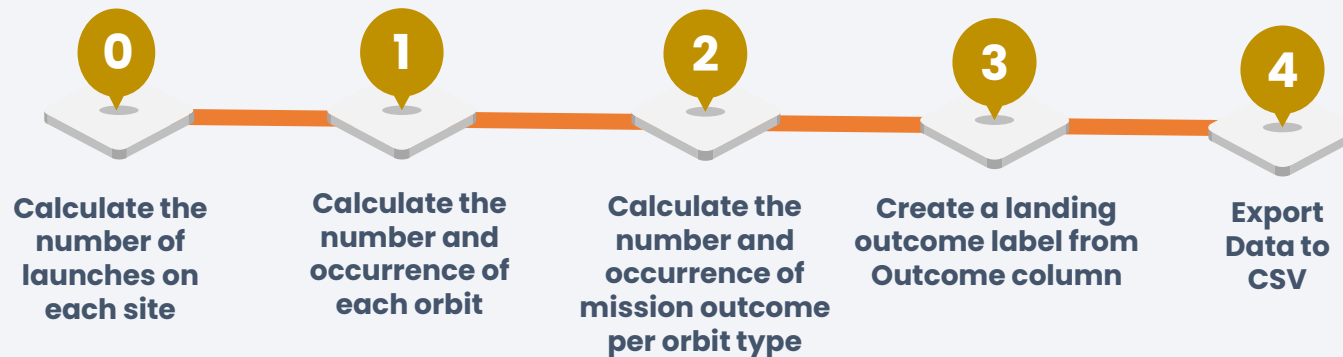 0
Calculate the
number of
launches on
each site
1
Calculate the
number and
occurrence of
each orbit
2
Calculate the
number and
occurrence of
mission outcome
per orbit type
3
Create a landing
outcome label from
Outcome column
4
Export
Data to
CSV